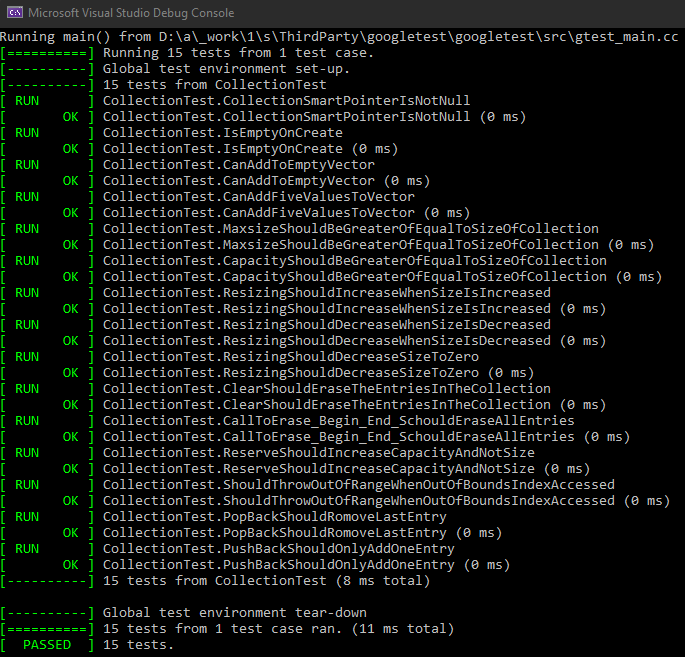 Microsoft Visual Studio Debug Console
Running main() from D:\a\_work\1\s\ThirdParty\googletest\googletest\src\gtest_main.cc
[==========] Running 15 tests from 1 test case.
[----------] Global test environment set-up.
[----------] 15 tests from CollectionTest
[ RUN      ] CollectionTest.CollectionSmartPointerIsNotNull
[       OK ] CollectionTest.CollectionSmartPointerIsNotNull (0 ms)
[ RUN      ] CollectionTest.IsEmptyOnCreate
[       OK ] CollectionTest.IsEmptyOnCreate (0 ms)
[ RUN      ] CollectionTest.CanAddToEmptyVector
[       OK ] CollectionTest.CanAddToEmptyVector (0 ms)
[ RUN      ] CollectionTest.CanAddFiveValuesToVector
[       OK ] CollectionTest.CanAddFiveValuesToVector (0 ms)
[ RUN      ] CollectionTest.MaxsizeShouldBeGreaterOfEqualToSizeOfCollection
[       OK ] CollectionTest.MaxsizeShouldBeGreaterOfEqualToSizeOfCollection (0 ms)
[ RUN      ] CollectionTest.CapacityShouldBeGreaterOfEqualToSizeOfCollection
[       OK ] CollectionTest.CapacityShouldBeGreaterOfEqualToSizeOfCollection (0 ms)
[ RUN      ] CollectionTest.ResizingShouldIncreaseWhenSizeIsIncreased
[       OK ] CollectionTest.ResizingShouldIncreaseWhenSizeIsIncreased (0 ms)
[ RUN      ] CollectionTest.ResizingShouldDecreaseWhenSizeIsDecreased
[       OK ] CollectionTest.ResizingShouldDecreaseWhenSizeIsDecreased (0 ms)
[ RUN      ] CollectionTest.ResizingShouldDecreaseSizeToZero
[       OK ] CollectionTest.ResizingShouldDecreaseSizeToZero (0 ms)
[ RUN      ] CollectionTest.ClearShouldEraseTheEntriesInTheCollection
[       OK ] CollectionTest.ClearShouldEraseTheEntriesInTheCollection (0 ms)
[ RUN      ] CollectionTest.CallToErase_Begin_End_SchouldEraseAllEntries
[       OK ] CollectionTest.CallToErase_Begin_End_SchouldEraseAllEntries (0 ms)
[ RUN      ] CollectionTest.ReserveShouldIncreaseCapacityAndNotSize
[       OK ] CollectionTest.ReserveShouldIncreaseCapacityAndNotSize (0 ms)
[ RUN      ] CollectionTest.ShouldThrowOutOfRangeWhenOutOfBoundsIndexAccessed
[       OK ] CollectionTest.ShouldThrowOutOfRangeWhenOutOfBoundsIndexAccessed (0 ms)
[ RUN      ] CollectionTest.PopBackShouldRomoveLastEntry
[       OK ] CollectionTest.PopBackShouldRomoveLastEntry (0 ms)
[ RUN      ] CollectionTest.PushBackShouldOnlyAddOneEntry
[       OK ] CollectionTest.PushBackShouldOnlyAddOneEntry (0 ms)
[----------] 15 tests from CollectionTest (8 ms total)
[----------] Global test environment tear-down
[==========] 15 tests from 1 test case ran. (11 ms total)
[  PASSED  ] 15 tests.